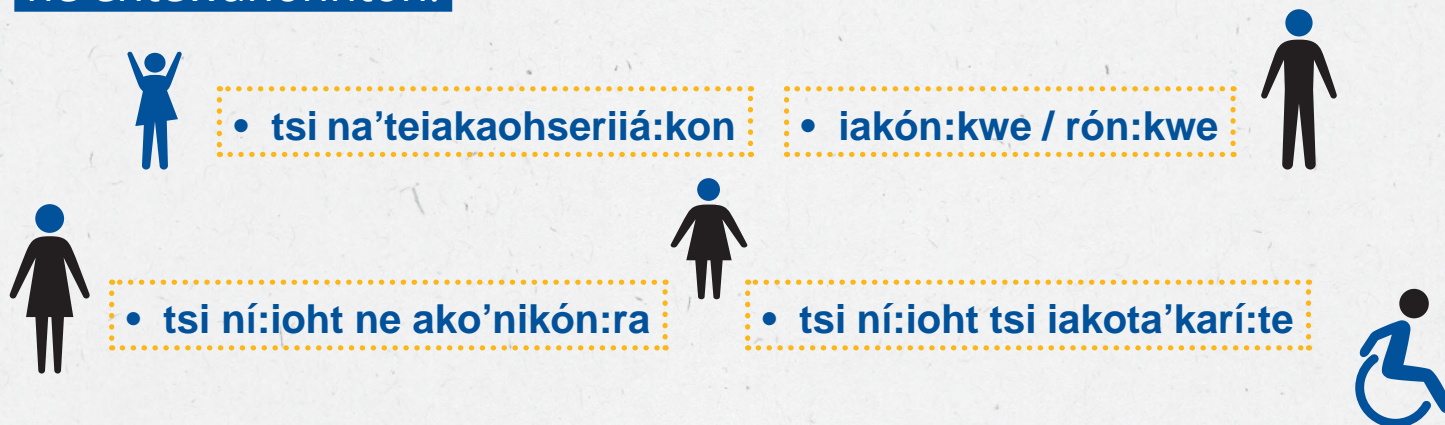 • tsi na’teiakaohseriiá:kon
• iakón:kwe / rón:kwe
• tsi ní:ioht ne ako’nikón:ra
• tsi ní:ioht tsi iakota’karí:te